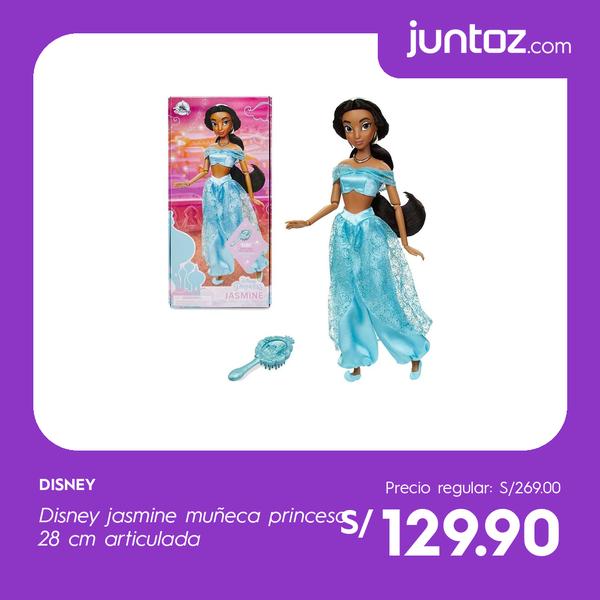 juntoz.com
JASMINE
DISNEY
Disney jasmine muñeca princesa
28 cm articulada
Precio regular: S/269.00
S/129.90